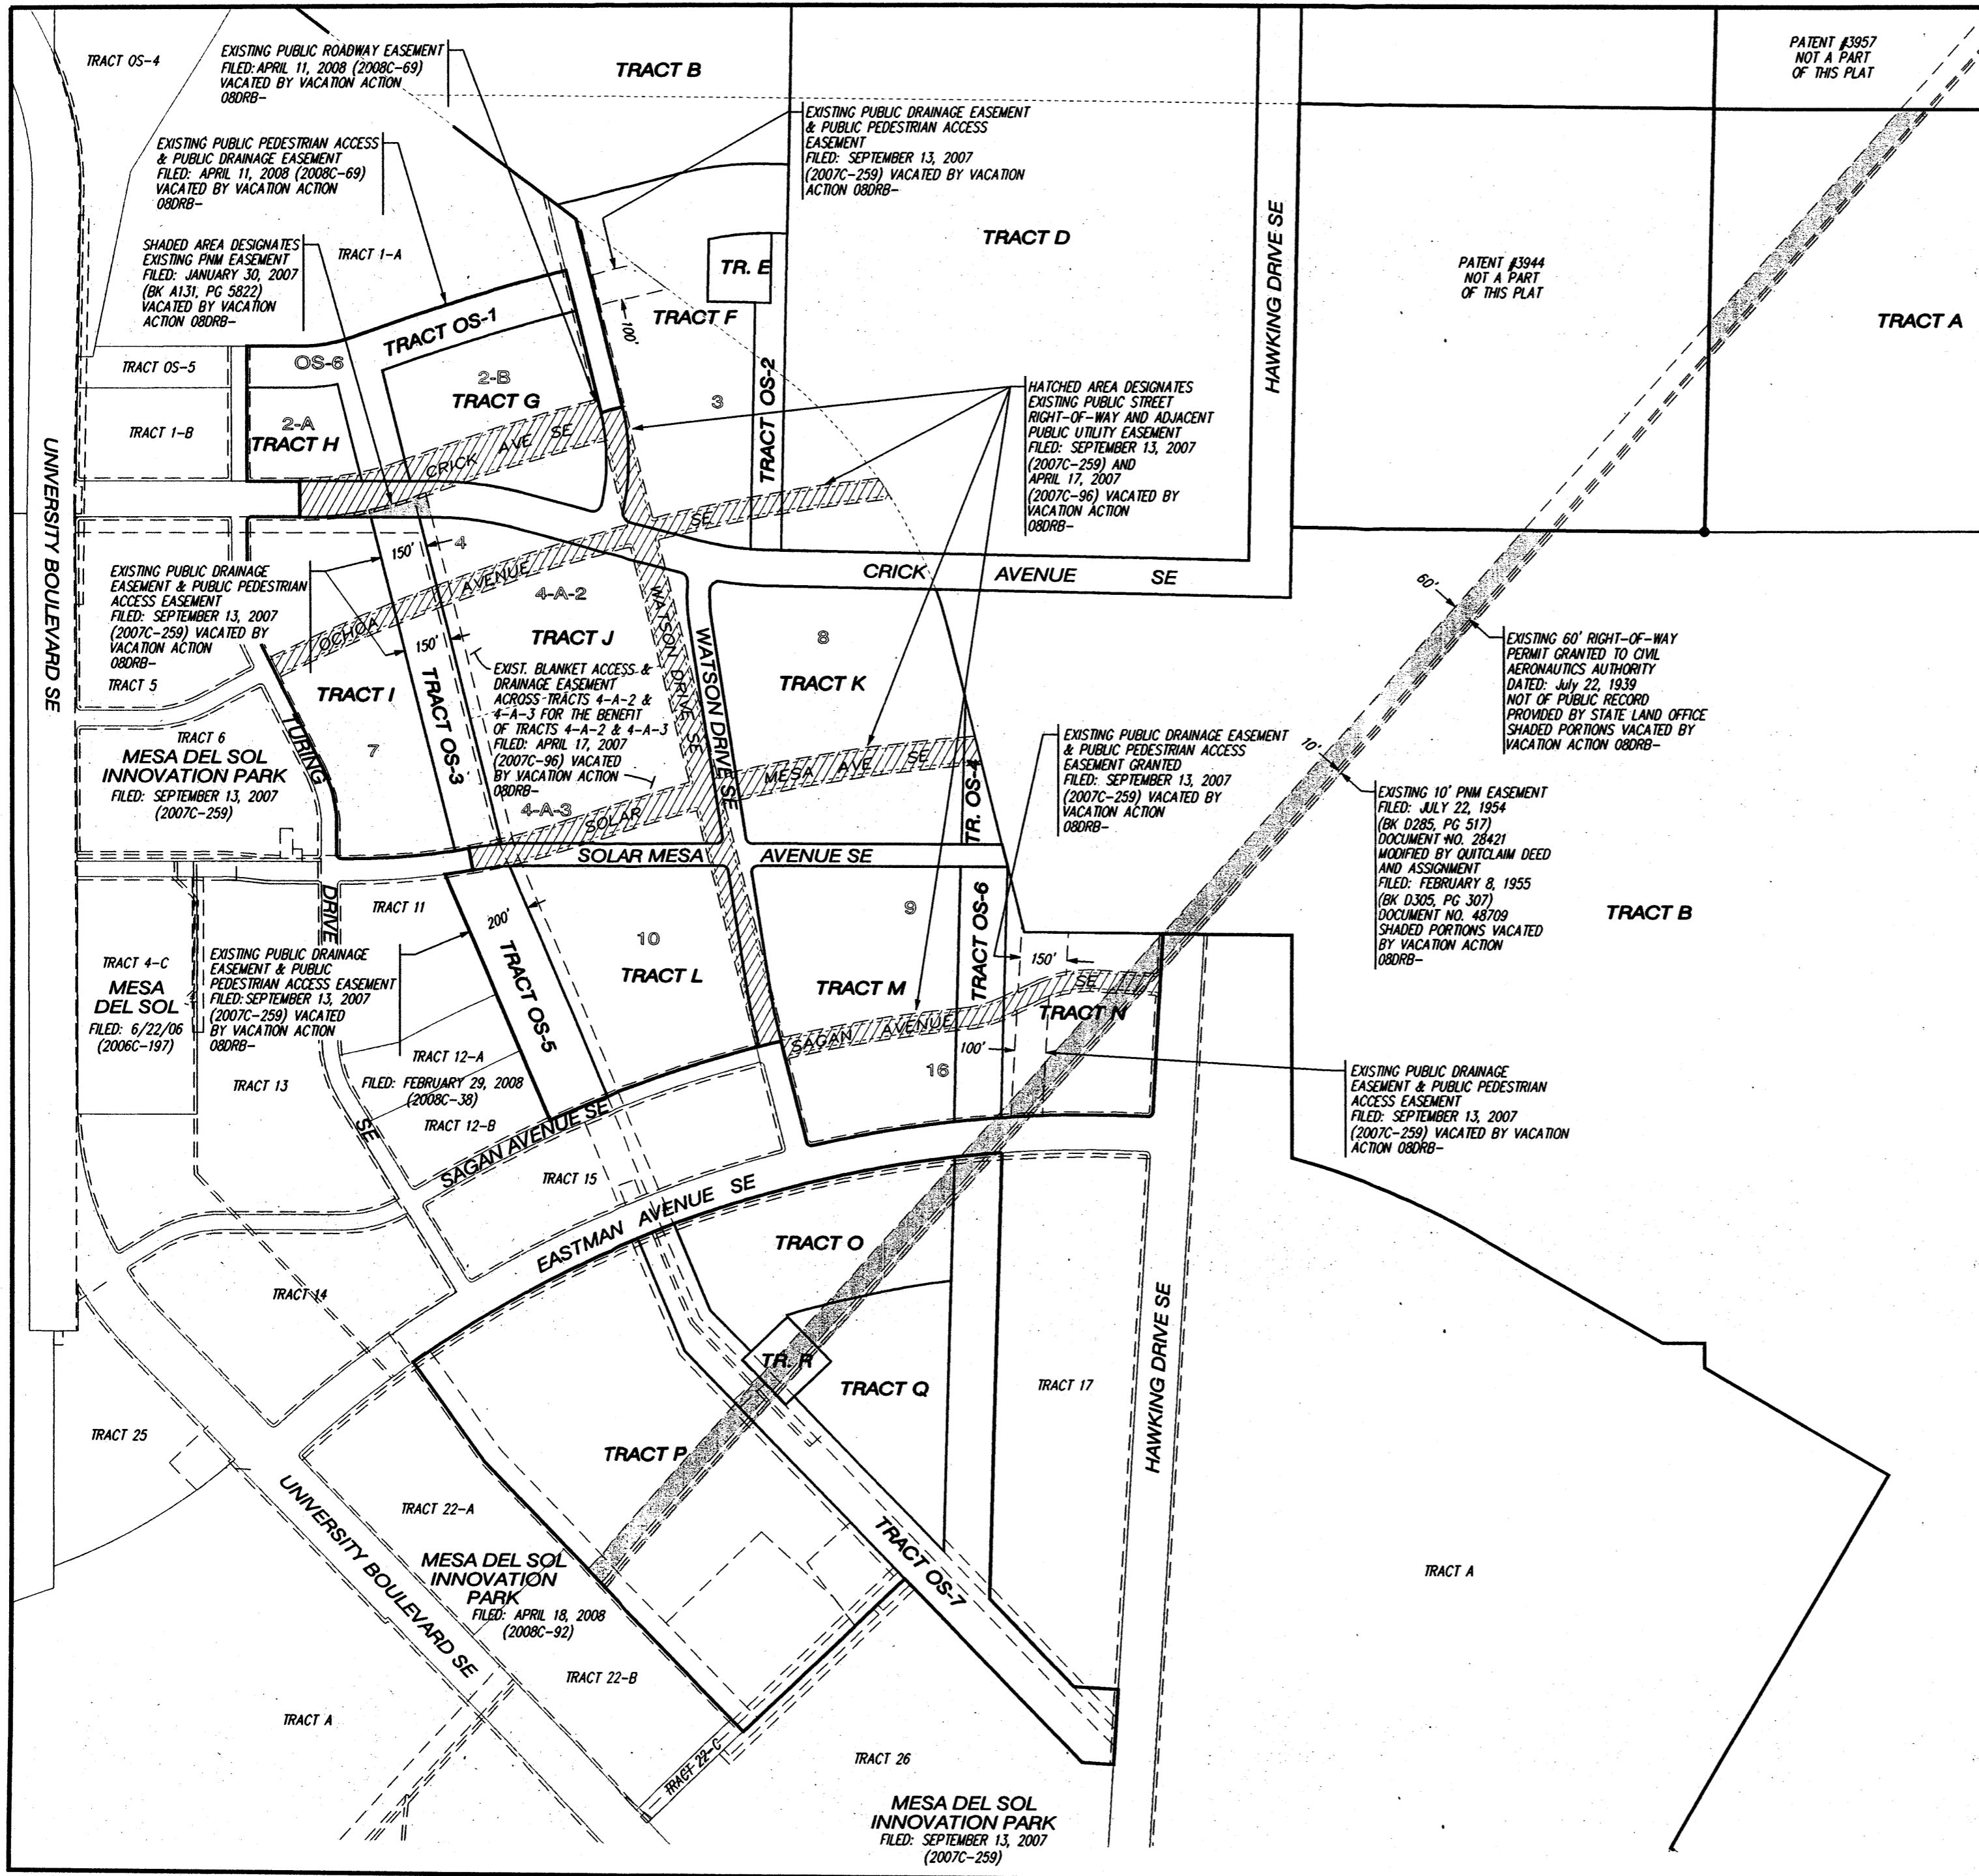 TRACT OS-4
EXISTING PUBLIC ROADWAY EASEMENT
FILED: APRIL 11, 2008 (2008C-69)
VACATED BY VACATION ACTION
08DRB-
TRACT B
PATENT #3957
NOT A PART
OF THIS PLAT
EXISTING PUBLIC DRAINAGE EASEMENT
& PUBLIC PEDESTRIAN ACCESS
EASEMENT
FILED: SEPTEMBER 13, 2007
(2007C-259) VACATED BY VACATION
ACTION 08DRB-
EXISTING PUBLIC PEDESTRIAN ACCESS
& PUBLIC DRAINAGE EASEMENT
FILED: APRIL 11, 2008 (2008C-69)
VACATED BY VACATION ACTION
08DRB-
SHADED AREA DESIGNATES
EXISTING PNM EASEMENT
FILED: JANUARY 30, 2007
(BK A131, PG 5822)
VACATED BY VACATION
ACTION 08DRB-
TRACT 1-A
TRACT D
HAWKING DRIVE SE
PATENT #3944
NOT A PART
OF THIS PLAT
TRACT A
TR. E
TRACT F
100'
TRACT OS-1
TRACT OS-2
TRACT OS-5
OS-6
2-B
TRACT G
3
2-A
TRACT H
TRACT 1-B
CRICK AVE SE
HATCHED AREA DESIGNATES
EXISTING PUBLIC STREET
RIGHT-OF-WAY AND ADJACENT
PUBLIC UTILITY EASEMENT
FILED: SEPTEMBER 13, 2007
(2007C-259) AND
APRIL 17, 2007
(2007C-96) VACATED BY
VACATION ACTION
08DRB-
UNIVERSITY BOULEVARD SE
SE
150'
4
CRICK AVENUE SE
EXISTING PUBLIC DRAINAGE
EASEMENT & PUBLIC PEDESTRIAN
ACCESS EASEMENT
FILED: SEPTEMBER 13, 2007
(2007C-259) VACATED BY
VACATION ACTION
08DRB-
OCHOA AVENUE
4-A-2
TRACT J
150'
150'
EXIST. BLANKET ACCESS &
DRAINAGE EASEMENT
ACROSS TRACTS 4-A-2 &
4-A-3 FOR THE BENEFIT
OF TRACTS 4-A-2 & 4-A-3
FILED: APRIL 17, 2007
(2007C-96) VACATED
BY VACATION ACTION
08DRB-
WATSON DRIVE SE
WATSON DRIVE SE
8
TRACT K
60'
EXISTING 60' RIGHT-OF-WAY
PERMIT GRANTED TO CIVIL
AERONAUTICS AUTHORITY
DATED: July 22, 1939
NOT OF PUBLIC RECORD
PROVIDED BY STATE LAND OFFICE
SHADED PORTIONS VACATED BY
VACATION ACTION 08DRB-
TRACT 5
TRACT I
TRACT OS-3
TURING
7
TRACT 6
MESA DEL SOL
INNOVATION PARK
FILED: SEPTEMBER 13, 2007
(2007C-259)
4-A-3
SOLAR
MESA AVE SE
TR. OS-4
EXISTING PUBLIC DRAINAGE EASEMENT
& PUBLIC PEDESTRIAN ACCESS
EASEMENT GRANTED
FILED: SEPTEMBER 13, 2007
(2007C-259) VACATED BY
VACATION ACTION
08DRB-
10'
EXISTING 10' PNM EASEMENT
FILED: JULY 22, 1954
(BK D285, PG 517)
DOCUMENT NO. 28421
MODIFIED BY QUITCLAIM DEED
AND ASSIGNMENT
FILED: FEBRUARY 8, 1955
(BK D305, PG 307)
DOCUMENT NO. 48709
SHADED PORTIONS VACATED
BY VACATION ACTION
08DRB-
TRACT B
SOLAR MESA AVENUE SE
TRACT 11
DRIVE
200'
TRACT OS-5
10
TRACT L
9
TRACT M
TRACT OS-6
150'
SE
TRACT N
TRACT 4-C
MESA
DEL SOL
FILED: 6/22/06
(2006C-197)
EXISTING PUBLIC DRAINAGE
EASEMENT & PUBLIC
PEDESTRIAN ACCESS EASEMENT
FILED: SEPTEMBER 13, 2007
(2007C-259) VACATED
BY VACATION ACTION
08DRB-
SAGAN AVENUE
100'
16
EXISTING PUBLIC DRAINAGE
EASEMENT & PUBLIC PEDESTRIAN
ACCESS EASEMENT
FILED: SEPTEMBER 13, 2007
(2007C-259) VACATED BY VACATION
ACTION 08DRB-
TRACT 12-A
FILED: FEBRUARY 29, 2008
(2008C-38)
TRACT 13
TRACT 12-B
SE
SAGAN AVENUE SE
TRACT 15
EASTMAN AVENUE SE
TRACT O
TRACT 14
TR. R
TRACT Q
TRACT 17
HAWKING DRIVE SE
TRACT 25
TRACT P
UNIVERSITY BOULEVARD SE
TRACT 22-A
MESA DEL SOL
INNOVATION
PARK
FILED: APRIL 18, 2008
(2008C-92)
TRACT OS-7
TRACT A
TRACT 22-B
TRACT A
TRACT 22-C
TRACT 26
MESA DEL SOL
INNOVATION PARK
FILED: SEPTEMBER 13, 2007
(2007C-259)